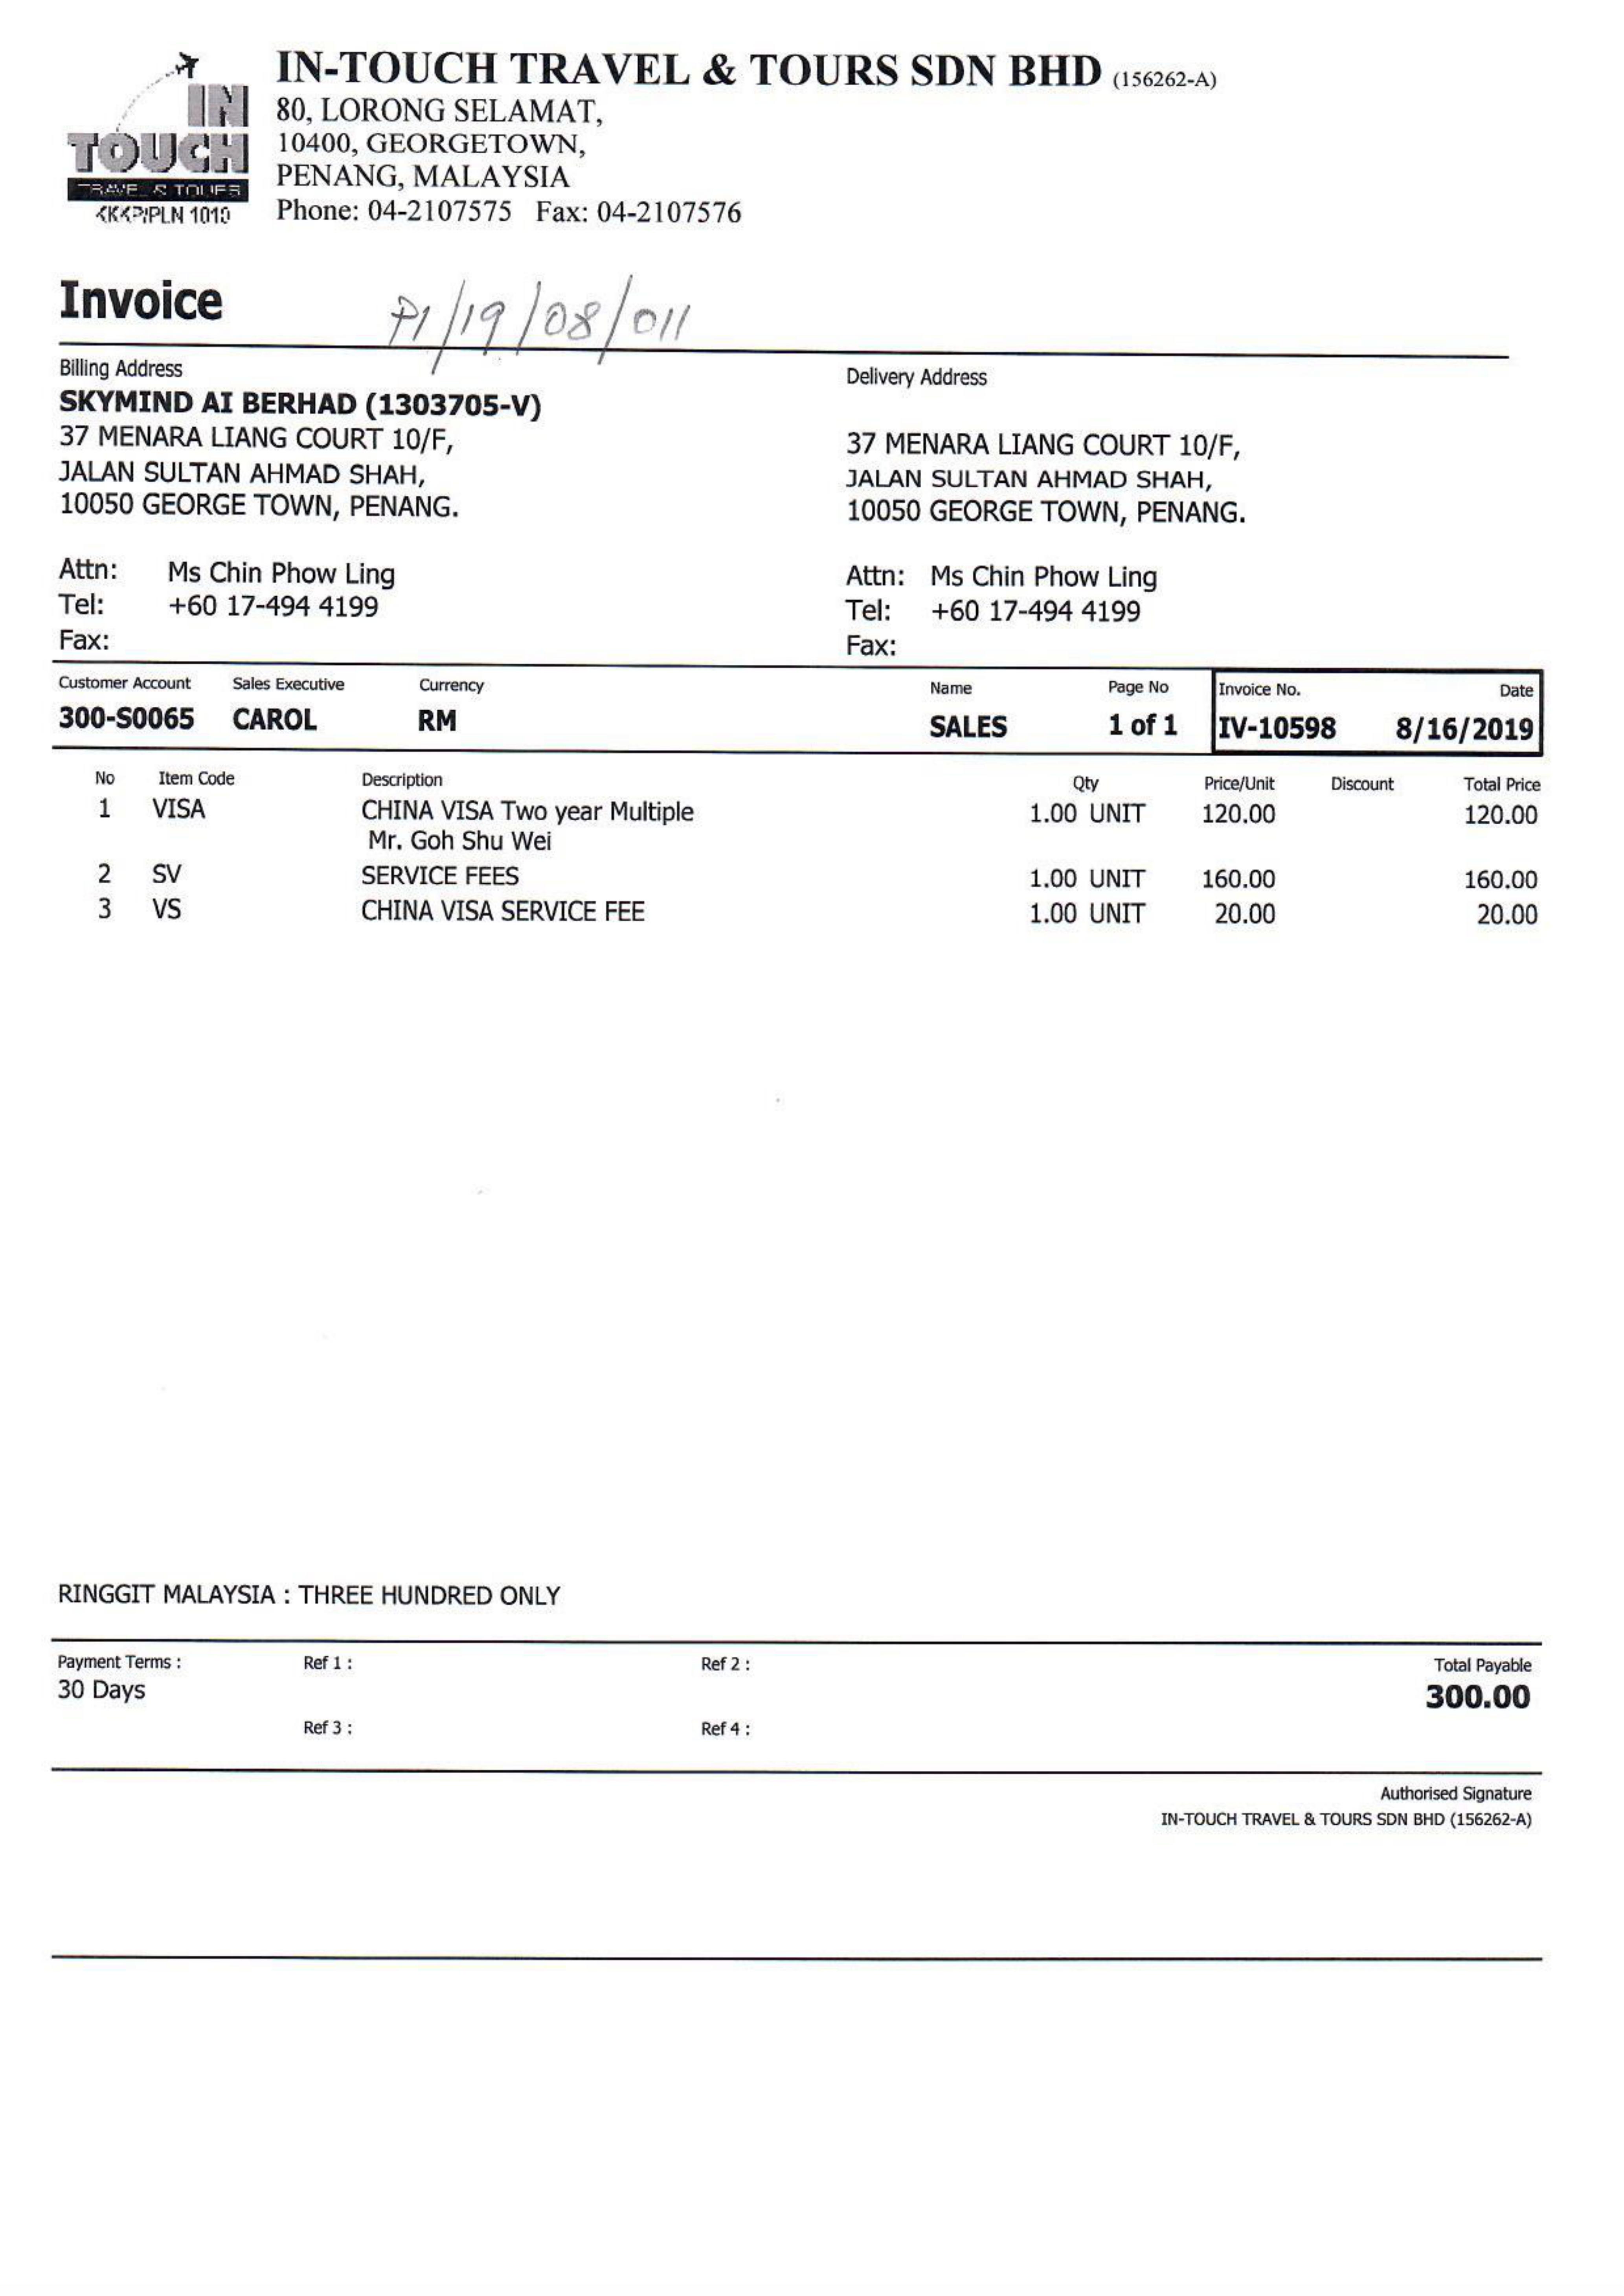 IN-TOUCH TRAVEL & TOURS SDN BHD (156262-A)
80, LORONG SELAMAT,
10400, GEORGETOWN,
PENANG, MALAYSIA
Phone: 04-2107575 Fax: 04-2107576
IN
TOUCH
TRAVEL & TOURS
KKKP/PLN 1010
Invoice
PI/19/08/011
Billing Address
SKYMIND AI BERHAD (1303705-V)
37 MENARA LIANG COURT 10/F,
JALAN SULTAN AHMAD SHAH,
10050 GEORGE TOWN, PENANG.
Attn: Ms Chin Phow Ling
Tel: +60 17-494 4199
Fax:
Delivery Address
37 MENARA LIANG COURT 10/F,
JALAN SULTAN AHMAD SHAH,
10050 GEORGE TOWN, PENANG.
Attn: Ms Chin Phow Ling
Tel: +60 17-494 4199
Fax:
Customer Account Sales Executive Currency Name Page No Invoice No. Date
300-S0065 CAROL RM SALES 1 of 1 IV-10598 8/16/2019
No Item Code Description Qty Price/Unit Discount Total Price
1 VISA CHINA VISA Two year Multiple 1.00 UNIT 120.00 120.00
Mr. Goh Shu Wei
2 SV SERVICE FEES 1.00 UNIT 160.00 160.00
3 VS CHINA VISA SERVICE FEE 1.00 UNIT 20.00 20.00
RINGGIT MALAYSIA : THREE HUNDRED ONLY
Payment Terms : Ref 1 : Ref 2 : Total Payable
30 Days 300.00
Ref 3 : Ref 4 :
Authorised Signature
IN-TOUCH TRAVEL & TOURS SDN BHD (156262-A)